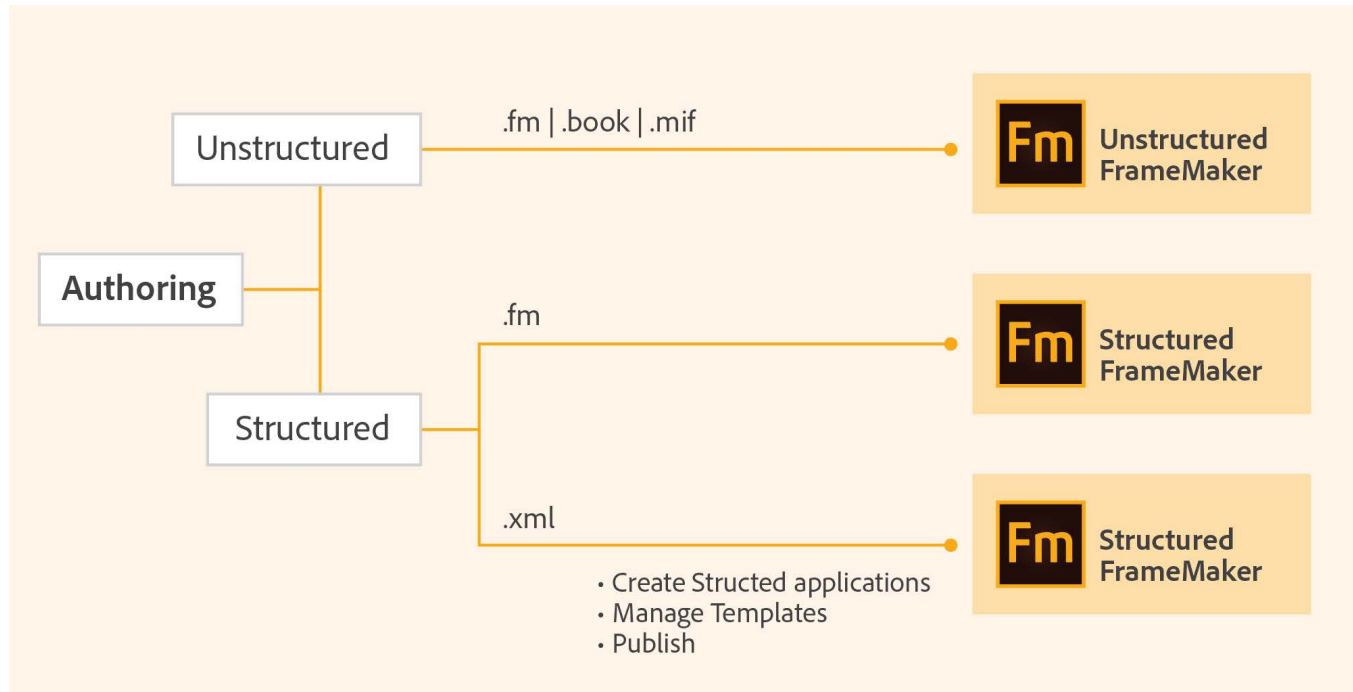 Unstructured
.fm | .book | .mif
Fm
Unstructured
FrameMaker
Authoring
.fm
Fm
Structured
FrameMaker
Structured
.xml
Fm
Structured
FrameMaker
• Create Structed applications
• Manage Templates
• Publish